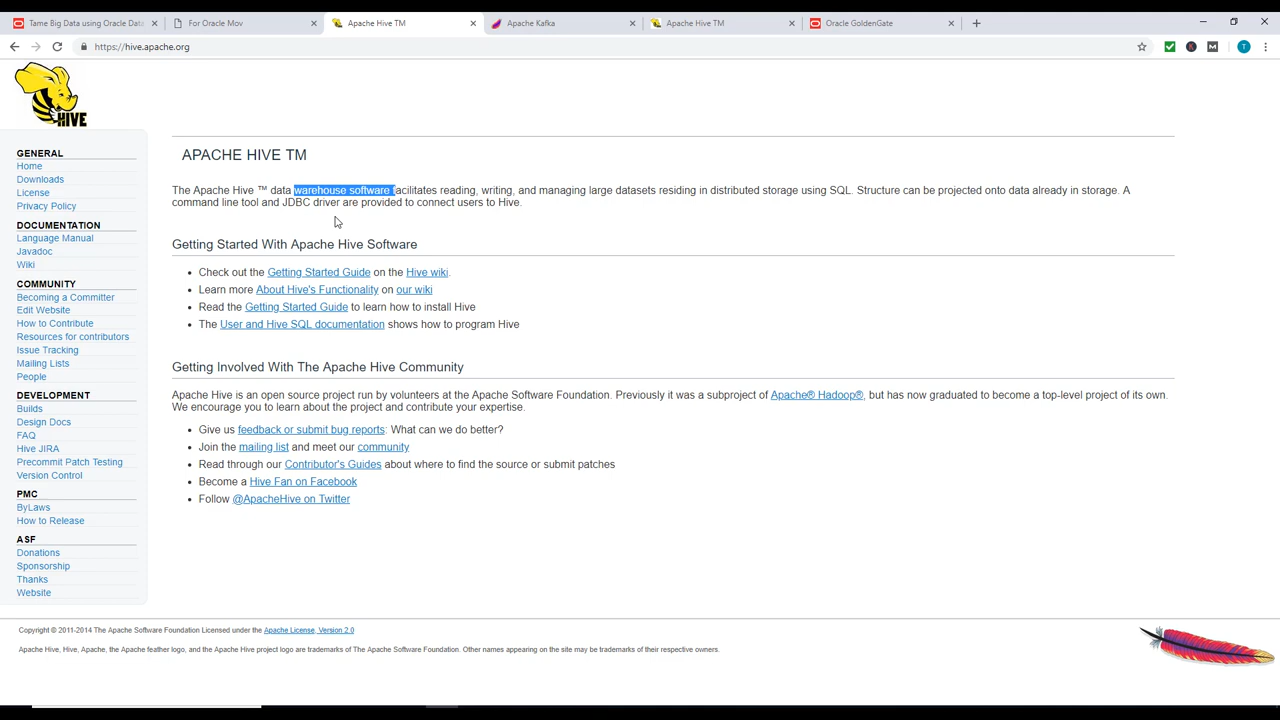 Tame Big Data using Oracle Data
For Oracle Mov
Apache Hive TM
Apache Kafka
Apache Hive TM
Oracle GoldenGate
https://hive.apache.org
M
T
HIVE
GENERAL
Home
Downloads
License
Privacy Policy
DOCUMENTATION
Language Manual
Javadoc
Wiki
COMMUNITY
Becoming a Committer
Edit Website
How to Contribute
Resources for contributors
Issue Tracking
Mailing Lists
People
DEVELOPMENT
Builds
Design Docs
FAQ
Hive JIRA
Precommit Patch Testing
Version Control
PMC
ByLaws
How to Release
ASF
Donations
Sponsorship
Thanks
Website
APACHE HIVE TM
The Apache Hive ™ data warehouse software facilitates reading, writing, and managing large datasets residing in distributed storage using SQL. Structure can be projected onto data already in storage. A
command line tool and JDBC driver are provided to connect users to Hive.
Getting Started With Apache Hive Software
• Check out the Getting Started Guide on the Hive wiki.
• Learn more About Hive's Functionality on our wiki
• Read the Getting Started Guide to learn how to install Hive
• The User and Hive SQL documentation shows how to program Hive
Getting Involved With The Apache Hive Community
Apache Hive is an open source project run by volunteers at the Apache Software Foundation. Previously it was a subproject of Apache® Hadoop®, but has now graduated to become a top-level project of its own.
We encourage you to learn about the project and contribute your expertise.
• Give us feedback or submit bug reports: What can we do better?
• Join the mailing list and meet our community
• Read through our Contributor's Guides about where to find the source or submit patches
• Become a Hive Fan on Facebook
• Follow @ApacheHive on Twitter
Copyright © 2011-2014 The Apache Software Foundation Licensed under the Apache License, Version 2.0
Apache Hive, Hive, Apache, the Apache feather logo, and the Apache Hive project logo are trademarks of The Apache Software Foundation. Other names appearing on the site may be trademarks of their respective owners.